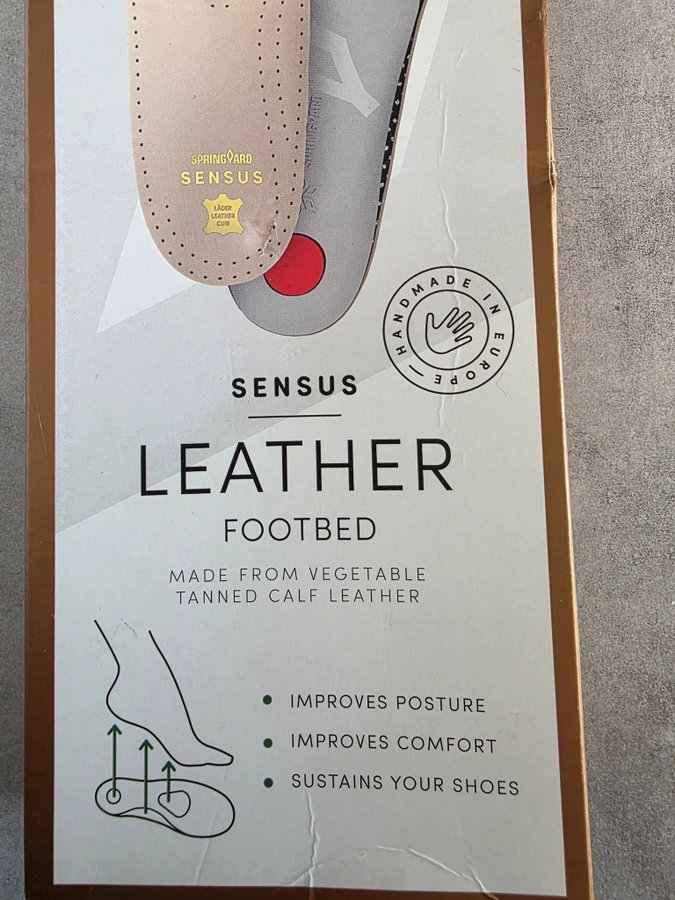 SPRINGYARD
SENSUS
LÄDER
LEATHER
CUIR
SPRINGYARD
HANDMADE IN EUROPE
SENSUS
LEATHER
FOOTBED
MADE FROM VEGETABLE
TANNED CALF LEATHER
IMPROVES POSTURE
IMPROVES COMFORT
SUSTAINS YOUR SHOES